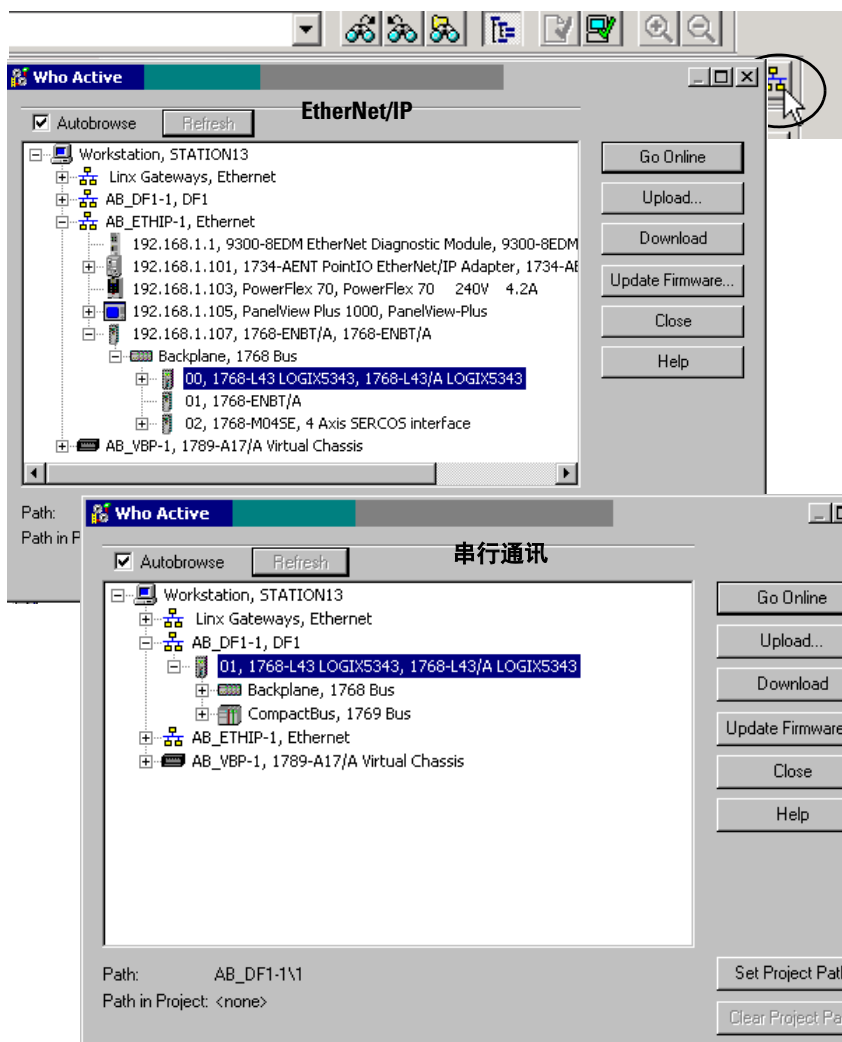 Who Active
EtherNet/IP
Autobrowse
Refresh
Workstation, STATION13
Linx Gateways, Ethernet
AB_DF1-1, DF1
AB_ETHIP-1, Ethernet
192.168.1.1, 9300-8EDM EtherNet Diagnostic Module, 9300-8EDM
192.168.1.101, 1734-AENT PointIO EtherNet/IP Adapter, 1734-AE
192.168.1.103, PowerFlex 70, PowerFlex 70 240V 4.2A
192.168.1.105, PanelView Plus 1000, PanelView-Plus
192.168.1.107, 1768-ENBT/A, 1768-ENBT/A
Backplane, 1768 Bus
00, 1768-L43 LOGIX5343, 1768-L43/A LOGIX5343
01, 1768-ENBT/A
02, 1768-M04SE, 4 Axis SERCOS interface
AB_VBP-1, 1789-A17/A Virtual Chassis
Go Online
Upload...
Download
Update Firmware...
Close
Help
Path:
Path in P
Who Active
串行通讯
Autobrowse
Refresh
Workstation, STATION13
Linx Gateways, Ethernet
AB_DF1-1, DF1
01, 1768-L43 LOGIX5343, 1768-L43/A LOGIX5343
Backplane, 1768 Bus
CompactBus, 1769 Bus
AB_ETHIP-1, Ethernet
AB_VBP-1, 1789-A17/A Virtual Chassis
Go Online
Upload...
Download
Update Firmware
Close
Help
Path: AB_DF1-1\1
Path in Project: <none>
Set Project Pat
Clear Project Pa